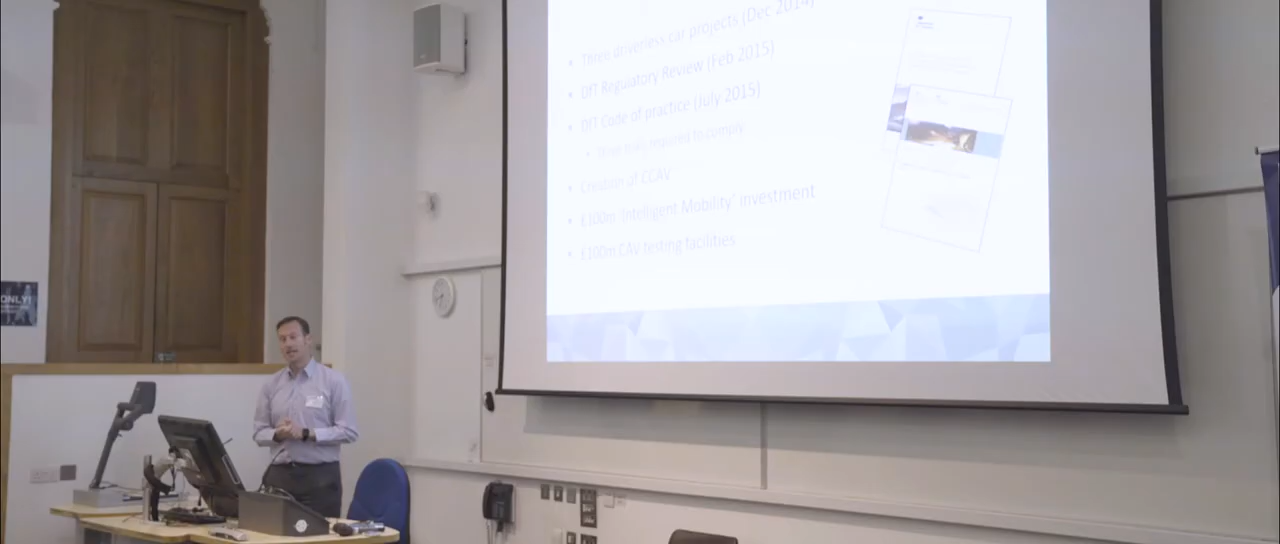 Three driverless car projects (Dec 2014)
DfT Regulatory Review (Feb 2015)
DfT Code of practice (July 2015)
Creation of CCAV
£100m 'Intelligent Mobility' investment
£100m CAV testing facilities
ONLY!